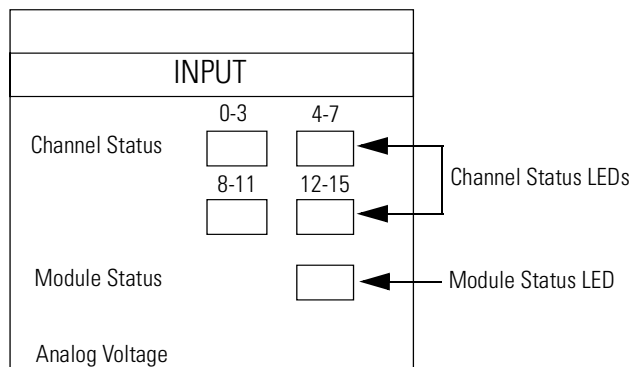 INPUT
0-3 4-7
Channel Status
Channel Status LEDs
8-11 12-15
Module Status
Module Status LED
Analog Voltage